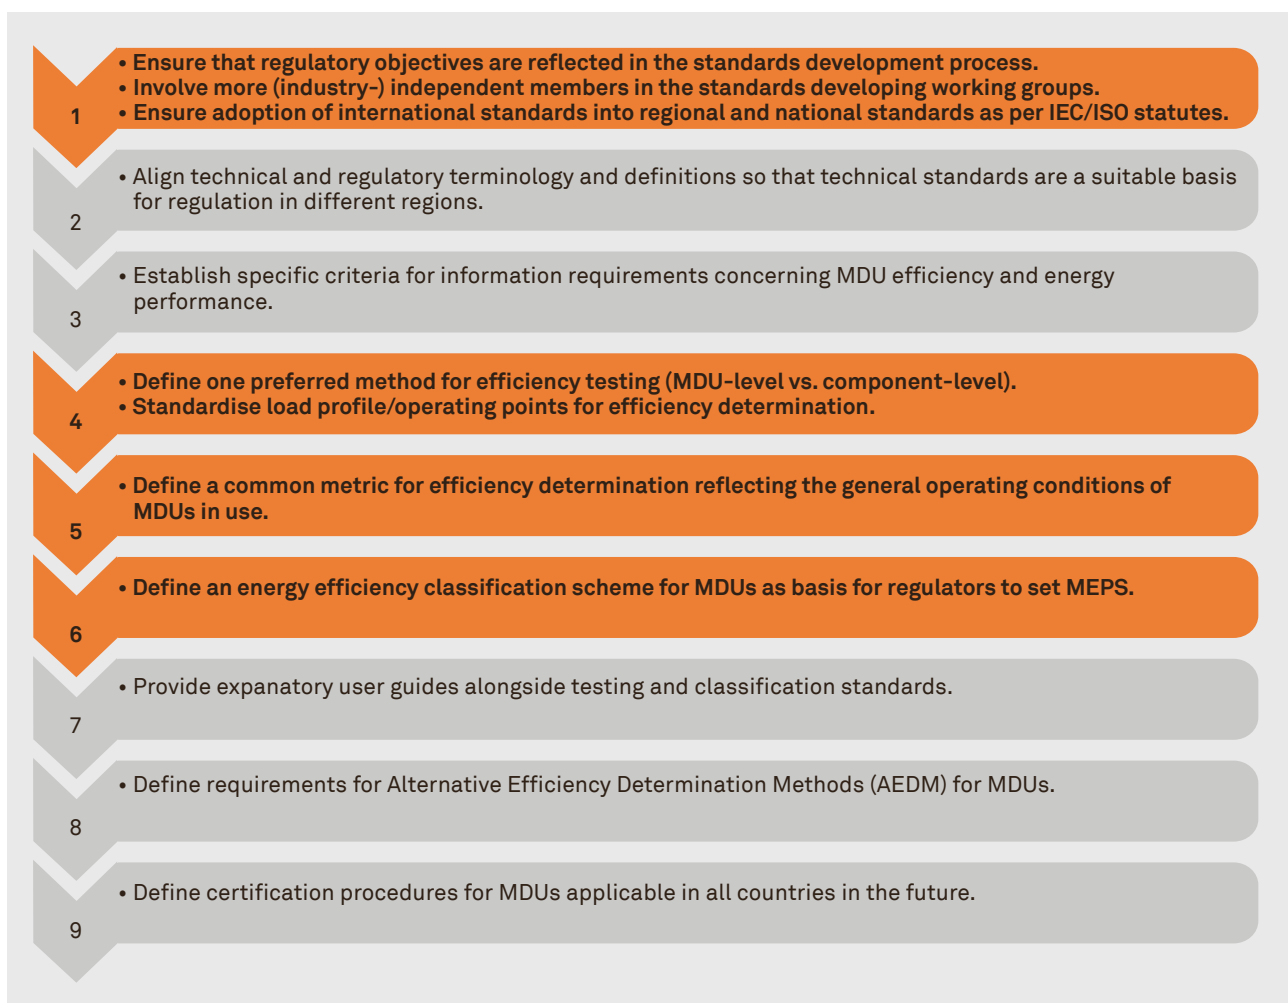 • Ensure that regulatory objectives are reflected in the standards development process.
• Involve more (industry-) independent members in the standards developing working groups.
1
• Ensure adoption of international standards into regional and national standards as per IEC/ISO statutes.
• Align technical and regulatory terminology and definitions so that technical standards are a suitable basis
for regulation in different regions.
2
• Establish specific criteria for information requirements concerning MDU efficiency and energy
performance.
3
• Define one preferred method for efficiency testing (MDU-level vs. component-level).
• Standardise load profile/operating points for efficiency determination.
4
• Define a common metric for efficiency determination reflecting the general operating conditions of
MDUs in use.
5
• Define an energy efficiency classification scheme for MDUs as basis for regulators to set MEPS.
6
• Provide expanatory user guides alongside testing and classification standards.
7
• Define requirements for Alternative Efficiency Determination Methods (AEDM) for MDUs.
8
• Define certification procedures for MDUs applicable in all countries in the future.
9